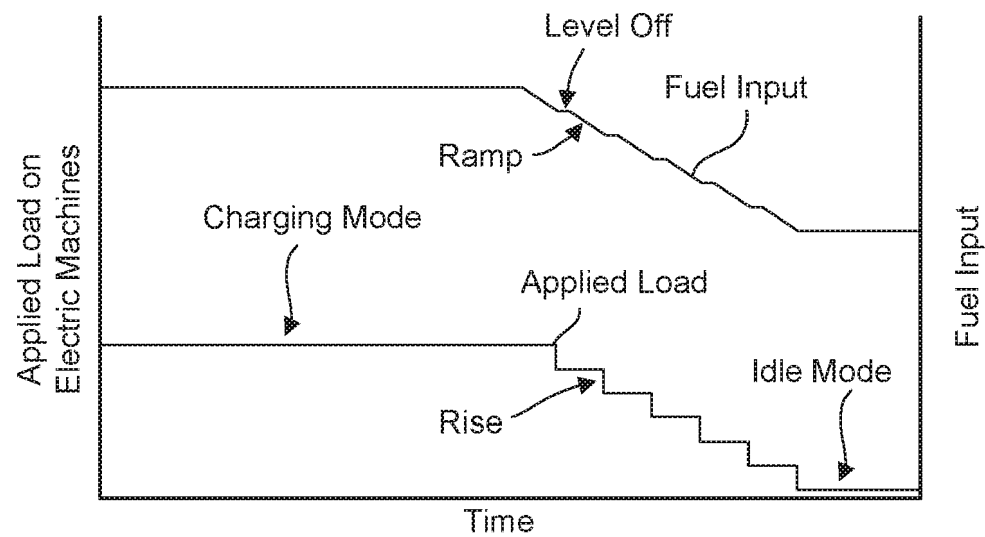 Level Off
Fuel Input
Ramp
Charging Mode
Applied Load on
Electric Machines
Fuel Input
Applied Load
Idle Mode
Rise
Time